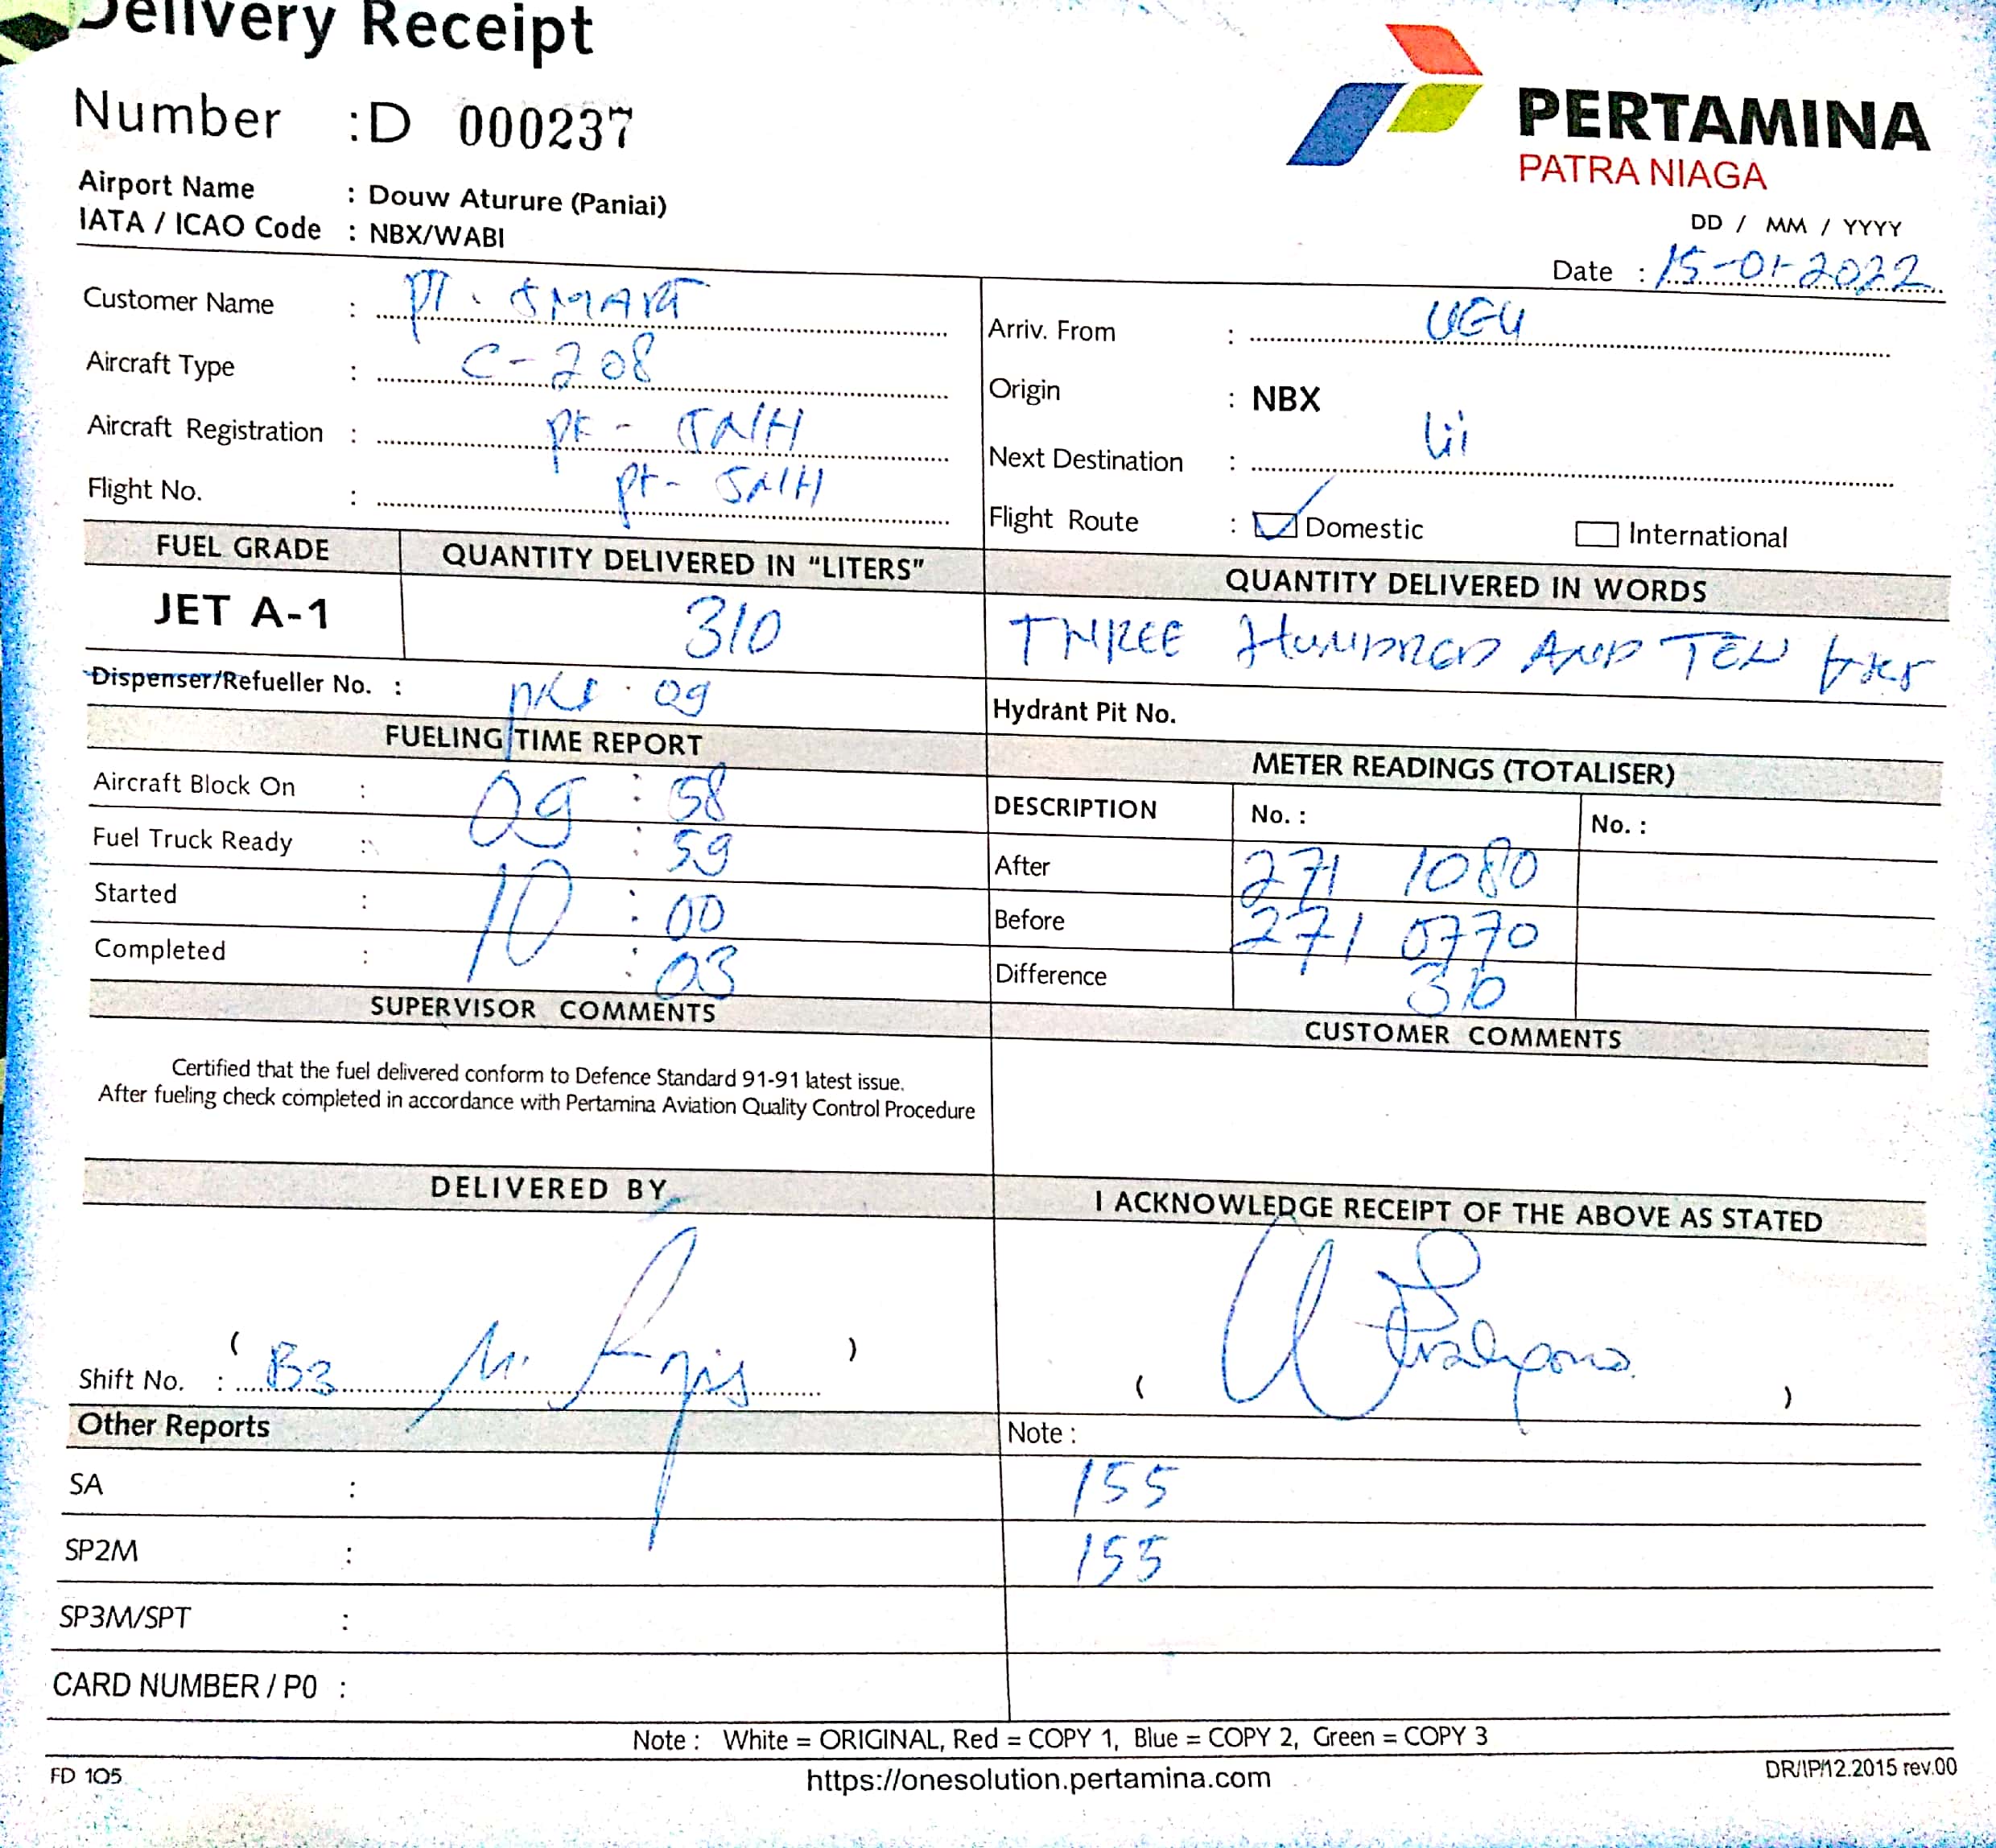 Delivery Receipt
Number : D 000237
PERTAMINA
PATRA NIAGA
Airport Name : Douw Aturure (Paniai)
IATA / ICAO Code : NBX/WABI
DD / MM / YYYY
Date : 15-01-2022
Customer Name : PT. SMART
Aircraft Type : C-208
Aircraft Registration : PK - SNH
Flight No. : PK - SNH
Arriv. From : UGU
Origin : NBX
Next Destination :
Flight Route : Domestic International
FUEL GRADE QUANTITY DELIVERED IN "LITERS" QUANTITY DELIVERED IN WORDS
JET A-1 310 THREE HUNDRED AND TEN
Dispenser/Refueller No. : 09
Hydrant Pit No.
FUELING TIME REPORT
Aircraft Block On : 09 : 58
Fuel Truck Ready : : 59
Started : 10 : 00
Completed : : 03
METER READINGS (TOTALISER)
DESCRIPTION No. : No. :
After 271 1080
Before 271 0770
Difference 310
SUPERVISOR COMMENTS
Certified that the fuel delivered conform to Defence Standard 91-91 latest issue.
After fueling check completed in accordance with Pertamina Aviation Quality Control Procedure
CUSTOMER COMMENTS
DELIVERED BY
I ACKNOWLEDGE RECEIPT OF THE ABOVE AS STATED
( )
Shift No. : B3
( )
Other Reports
Note :
SA : 155
SP2M : 155
SP3M/SPT :
CARD NUMBER / P0 :
Note : White = ORIGINAL, Red = COPY 1, Blue = COPY 2, Green = COPY 3
FD 105
https://onesolution.pertamina.com
DR/IP/12.2015 rev.00